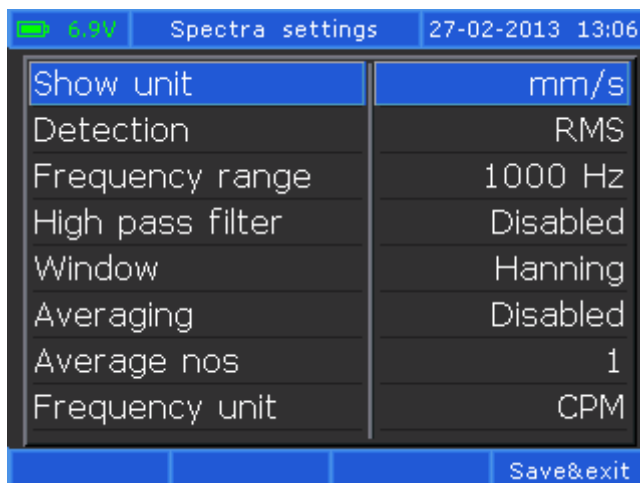 6.9V Spectra settings 27-02-2013 13:06
Show unit mm/s
Detection RMS
Frequency range 1000 Hz
High pass filter Disabled
Window Hanning
Averaging Disabled
Average nos 1
Frequency unit CPM
Save&exit